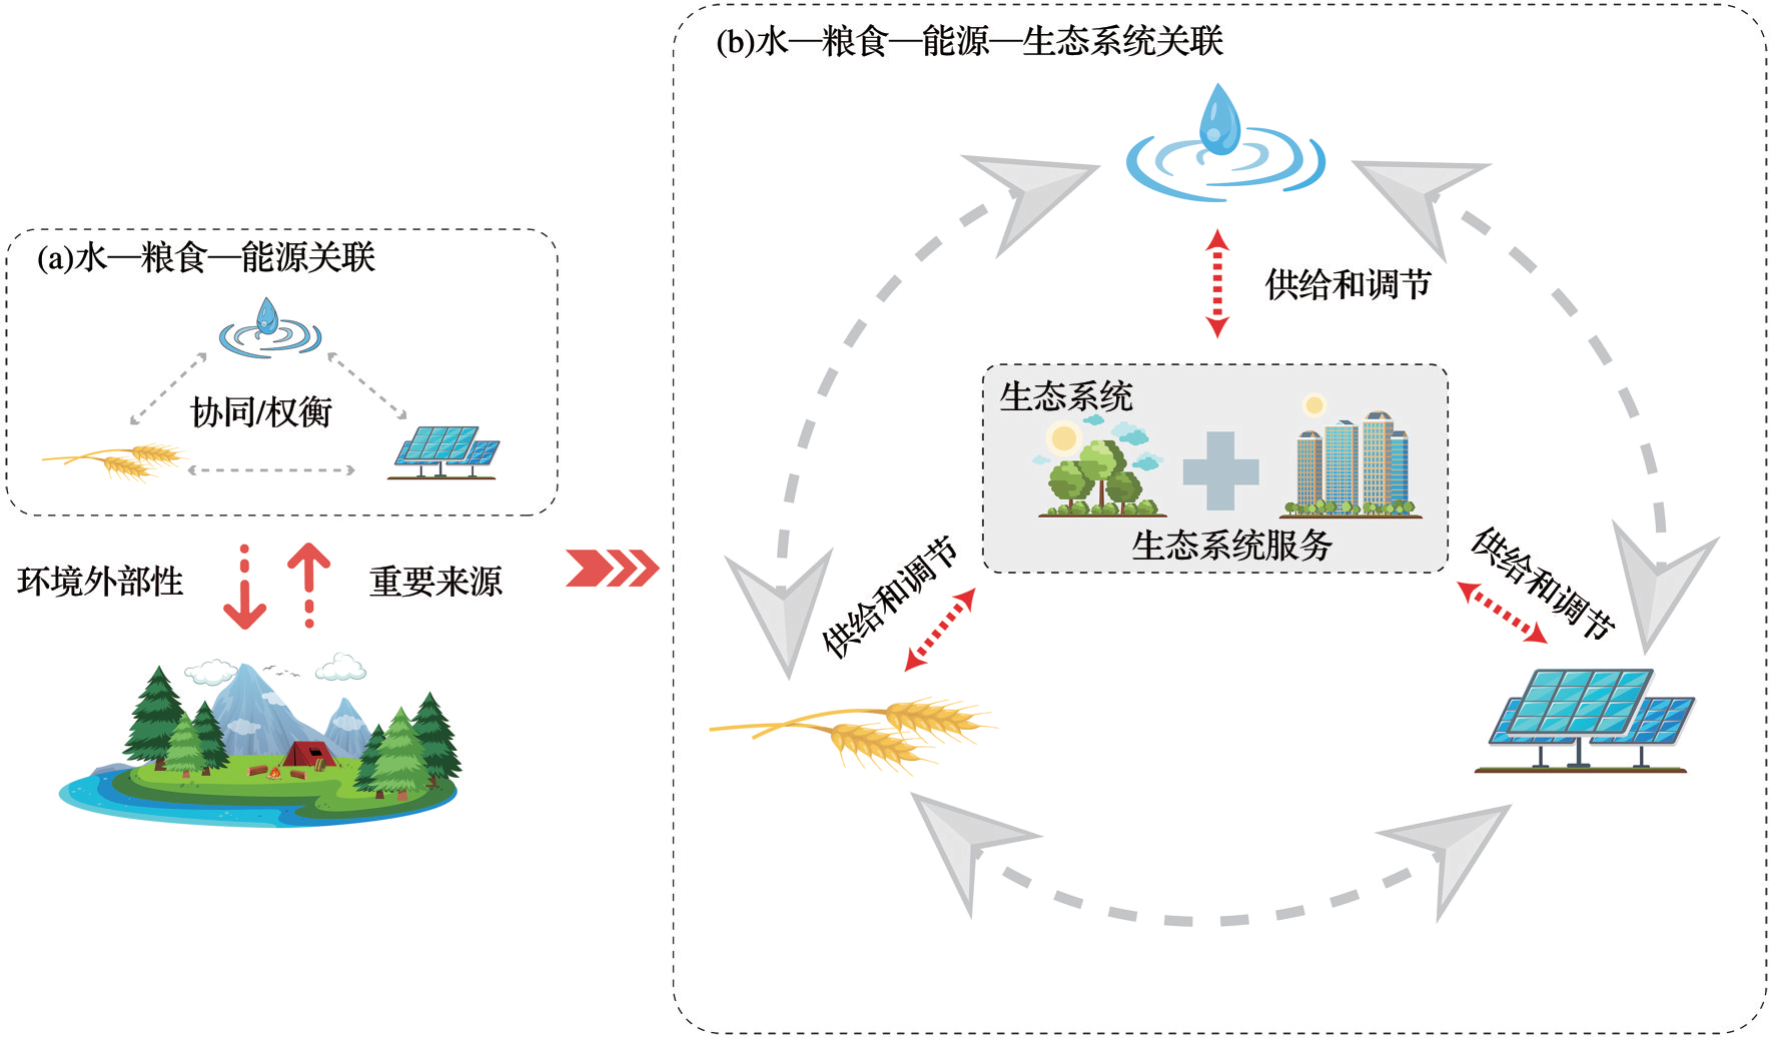 (a)水—粮食—能源关联
协同/权衡
环境外部性
重要来源
(b)水—粮食—能源—生态系统关联
供给和调节
生态系统
生态系统服务
供给和调节
供给和调节